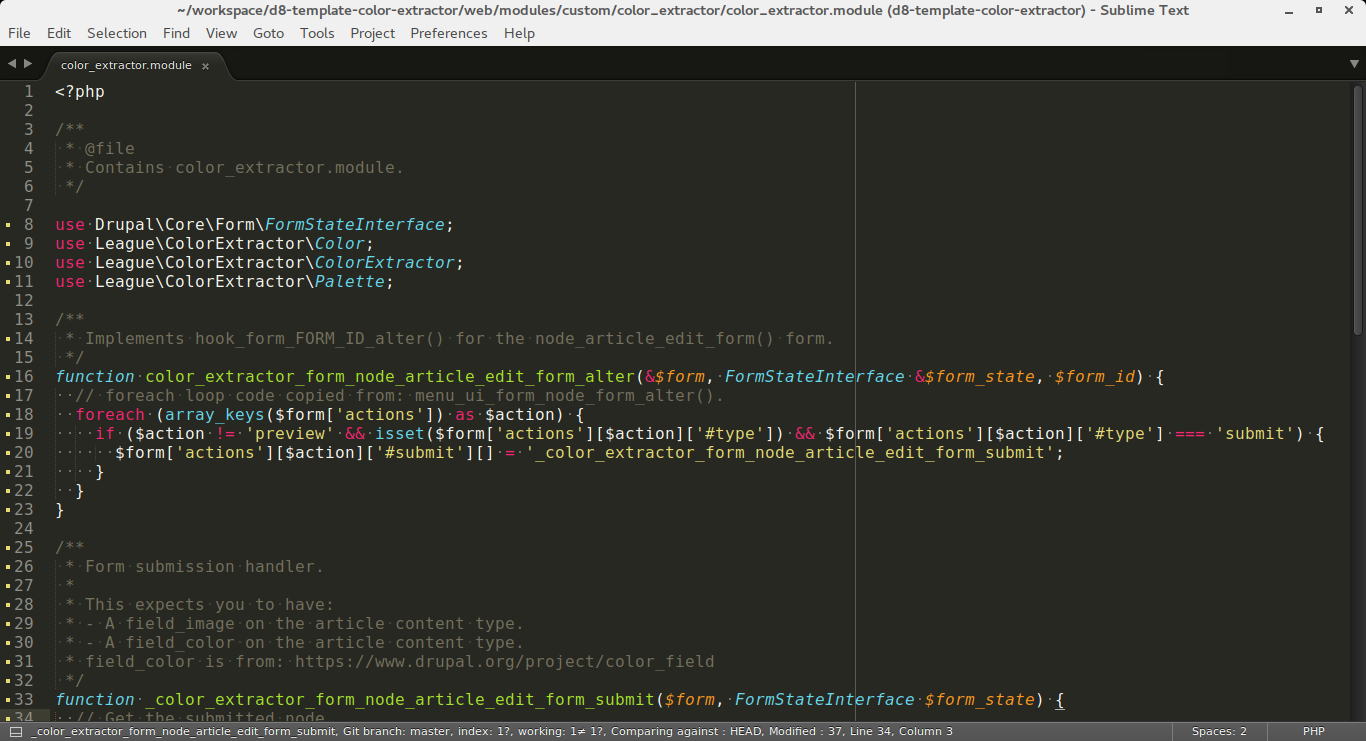 ~/workspace/d8-template-color-extractor/web/modules/custom/color_extractor/color_extractor.module (d8-template-color-extractor) - Sublime Text
File Edit Selection Find View Goto Tools Project Preferences Help
color_extractor.module ×
1 <?php
2
3 /**
4  * @file
5  * Contains color_extractor.module.
6  */
7
8 use Drupal\Core\Form\FormStateInterface;
9 use League\ColorExtractor\Color;
10 use League\ColorExtractor\ColorExtractor;
11 use League\ColorExtractor\Palette;
12
13 /**
14  * Implements hook_form_FORM_ID_alter() for the node_article_edit_form() form.
15  */
16 function color_extractor_form_node_article_edit_form_alter(&$form, FormStateInterface &$form_state, $form_id) {
17   // foreach loop code copied from: menu_ui_form_node_form_alter().
18   foreach (array_keys($form['actions']) as $action) {
19     if ($action != 'preview' && isset($form['actions'][$action]['#type']) && $form['actions'][$action]['#type'] === 'submit') {
20       $form['actions'][$action]['#submit'][] = '_color_extractor_form_node_article_edit_form_submit';
21     }
22   }
23 }
24
25 /**
26  * Form submission handler.
27  *
28  * This expects you to have:
29  * - A field_image on the article content type.
30  * - A field_color on the article content type.
31  * field_color is from: https://www.drupal.org/project/color_field
32  */
33 function _color_extractor_form_node_article_edit_form_submit($form, FormStateInterface $form_state) {
34   // Get the submitted node
_color_extractor_form_node_article_edit_form_submit, Git branch: master, index: 1?, working: 1≠ 1?, Comparing against : HEAD, Modified : 37, Line 34, Column 3 Spaces: 2 PHP